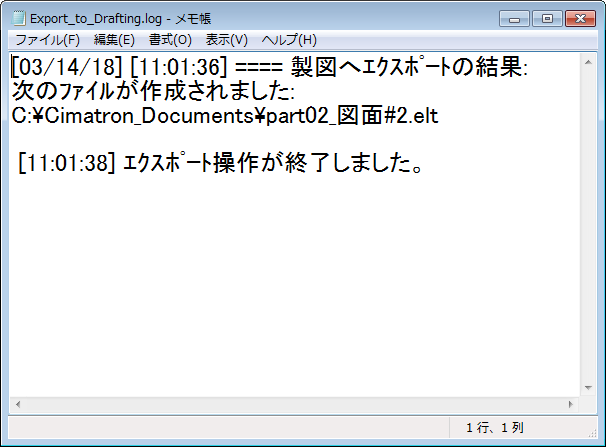 Export_to_Drafting.log - メモ帳
ファイル(F) 編集(E) 書式(O) 表示(V) ヘルプ(H)
[03/14/18] [11:01:36] ==== 製図へｴｸｽﾎﾟｰﾄの結果:
次のﾌｧｲﾙが作成されました:
C:¥Cimatron_Documents¥part02_図面#2.elt
[11:01:38] ｴｸｽﾎﾟｰﾄ操作が終了しました。
1 行、1 列